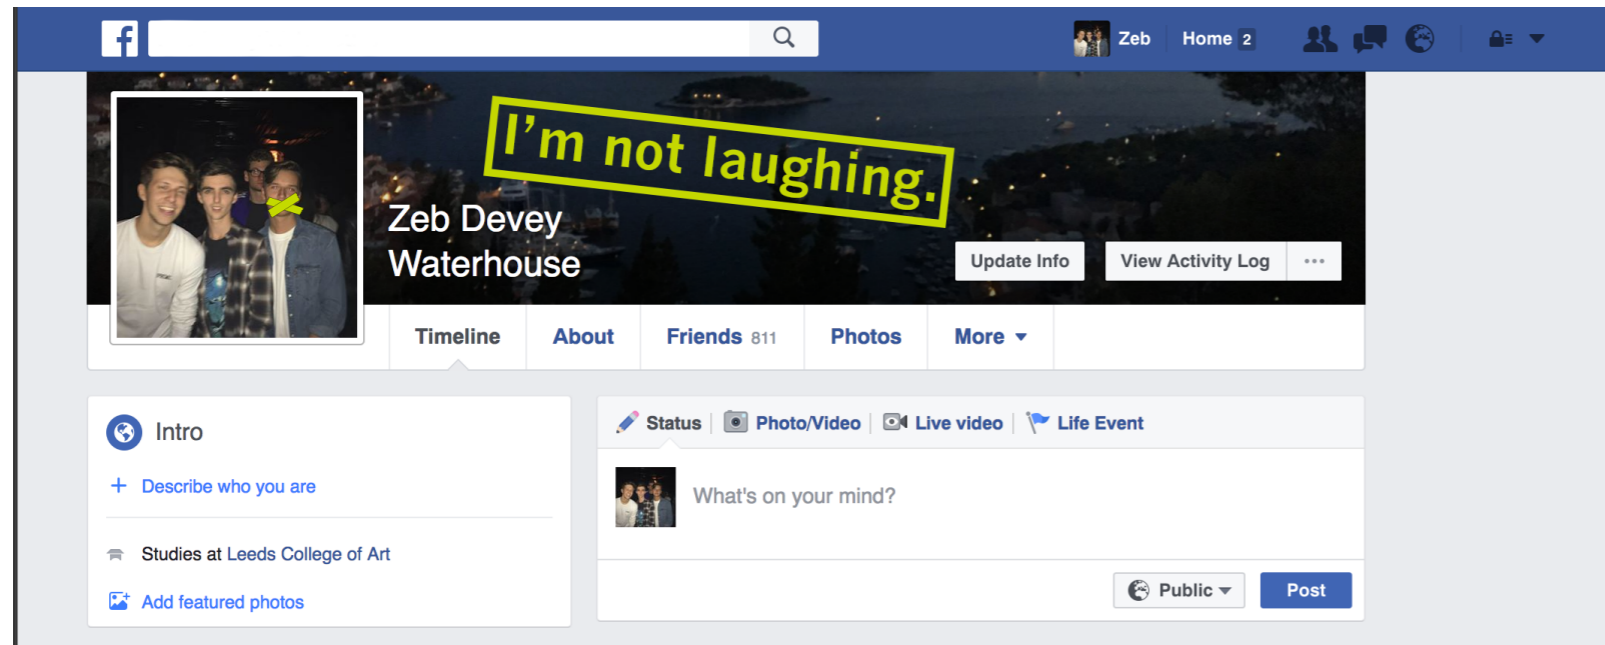 f
Zeb
Home 2
I'm not laughing.
Zeb Devey
Waterhouse
Update Info
View Activity Log
Timeline
About
Friends 811
Photos
More
Intro
Describe who you are
Studies at Leeds College of Art
Add featured photos
Status
Photo/Video
Live video
Life Event
What's on your mind?
Public
Post